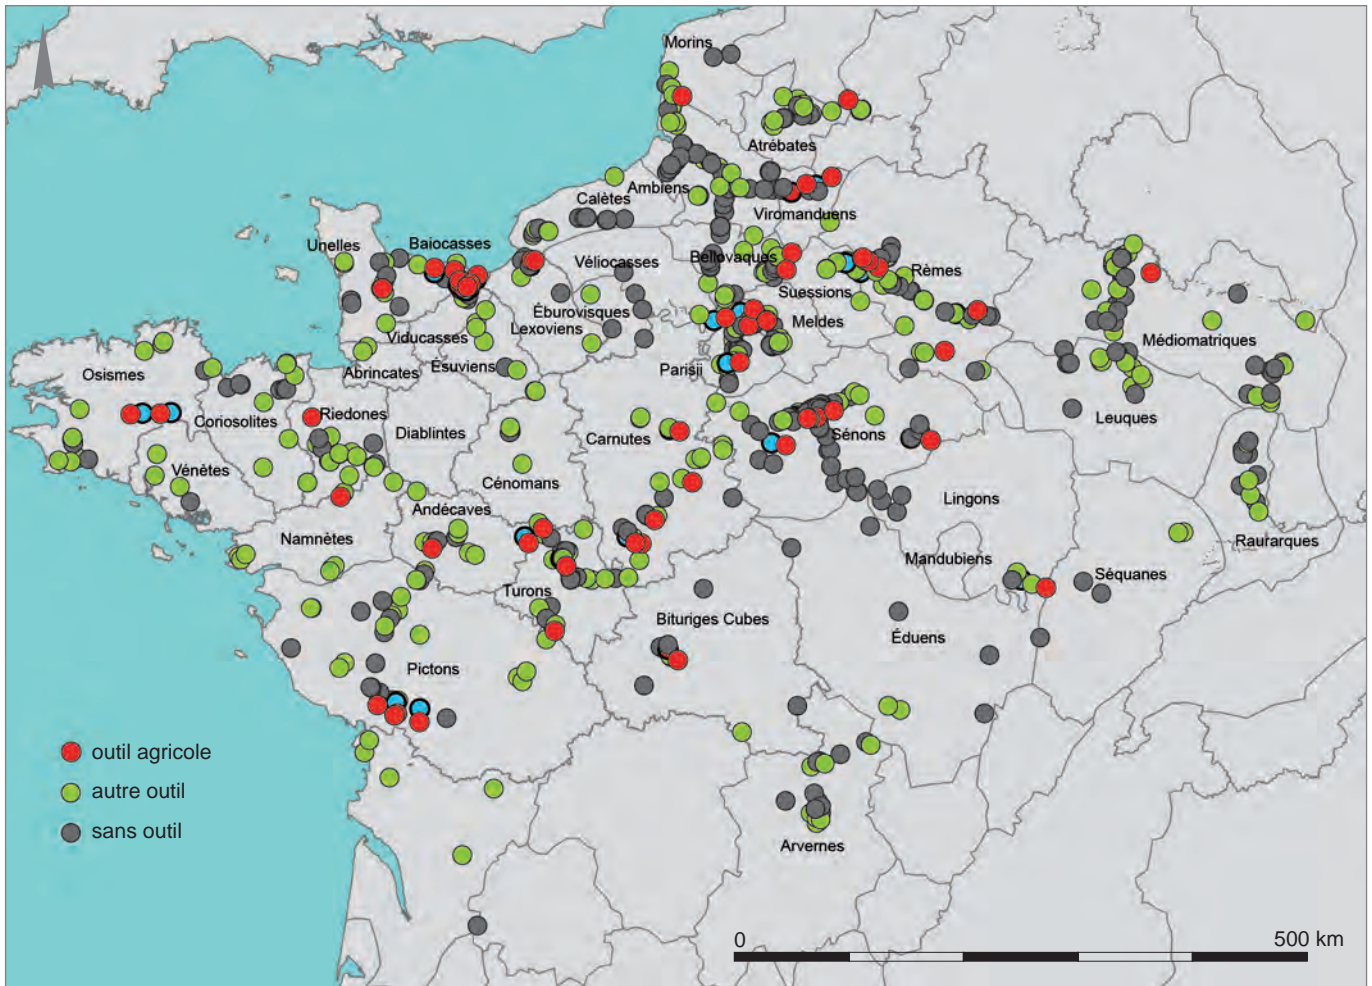 Morins
Atrébates
Ambiens
Calètes
Viromanduens
Unelles
Baiocasses
Bellovaques
Véliocasses
Rèmes
Suessions
Éburovisques
Lexoviens
Meldes
Viducasses
Médiomatriques
Ésuviens
Abrincates
Parisii
Osismes
Coriosolites
Riedones
Diablintes
Carnutes
Sénons
Leuques
Vénètes
Cénomans
Lingons
Andécaves
Namnètes
Raurarques
Mandubiens
Séquanes
Turons
Bituriges Cubes
Éduens
Pictons
outil agricole
autre outil
sans outil
Arvernes
0 500 km